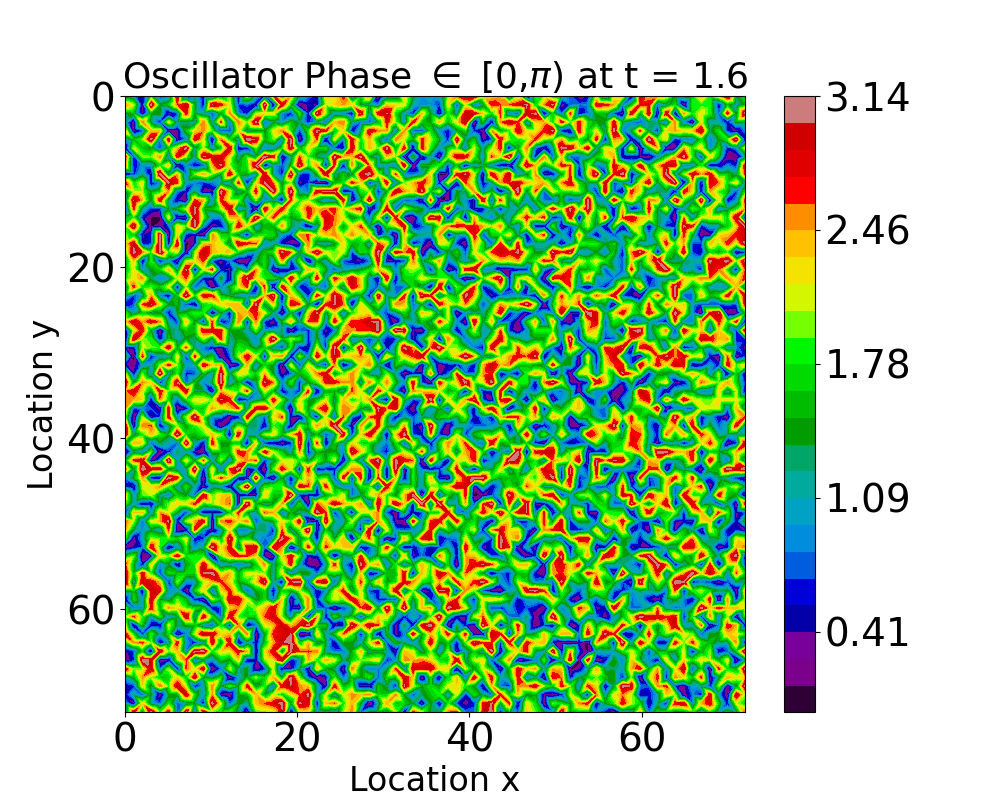 Oscillator Phase ∈ [0,π) at t = 1.6
0
20
40
60
Location y
0 20 40 60
Location x
3.14
2.46
1.78
1.09
0.41